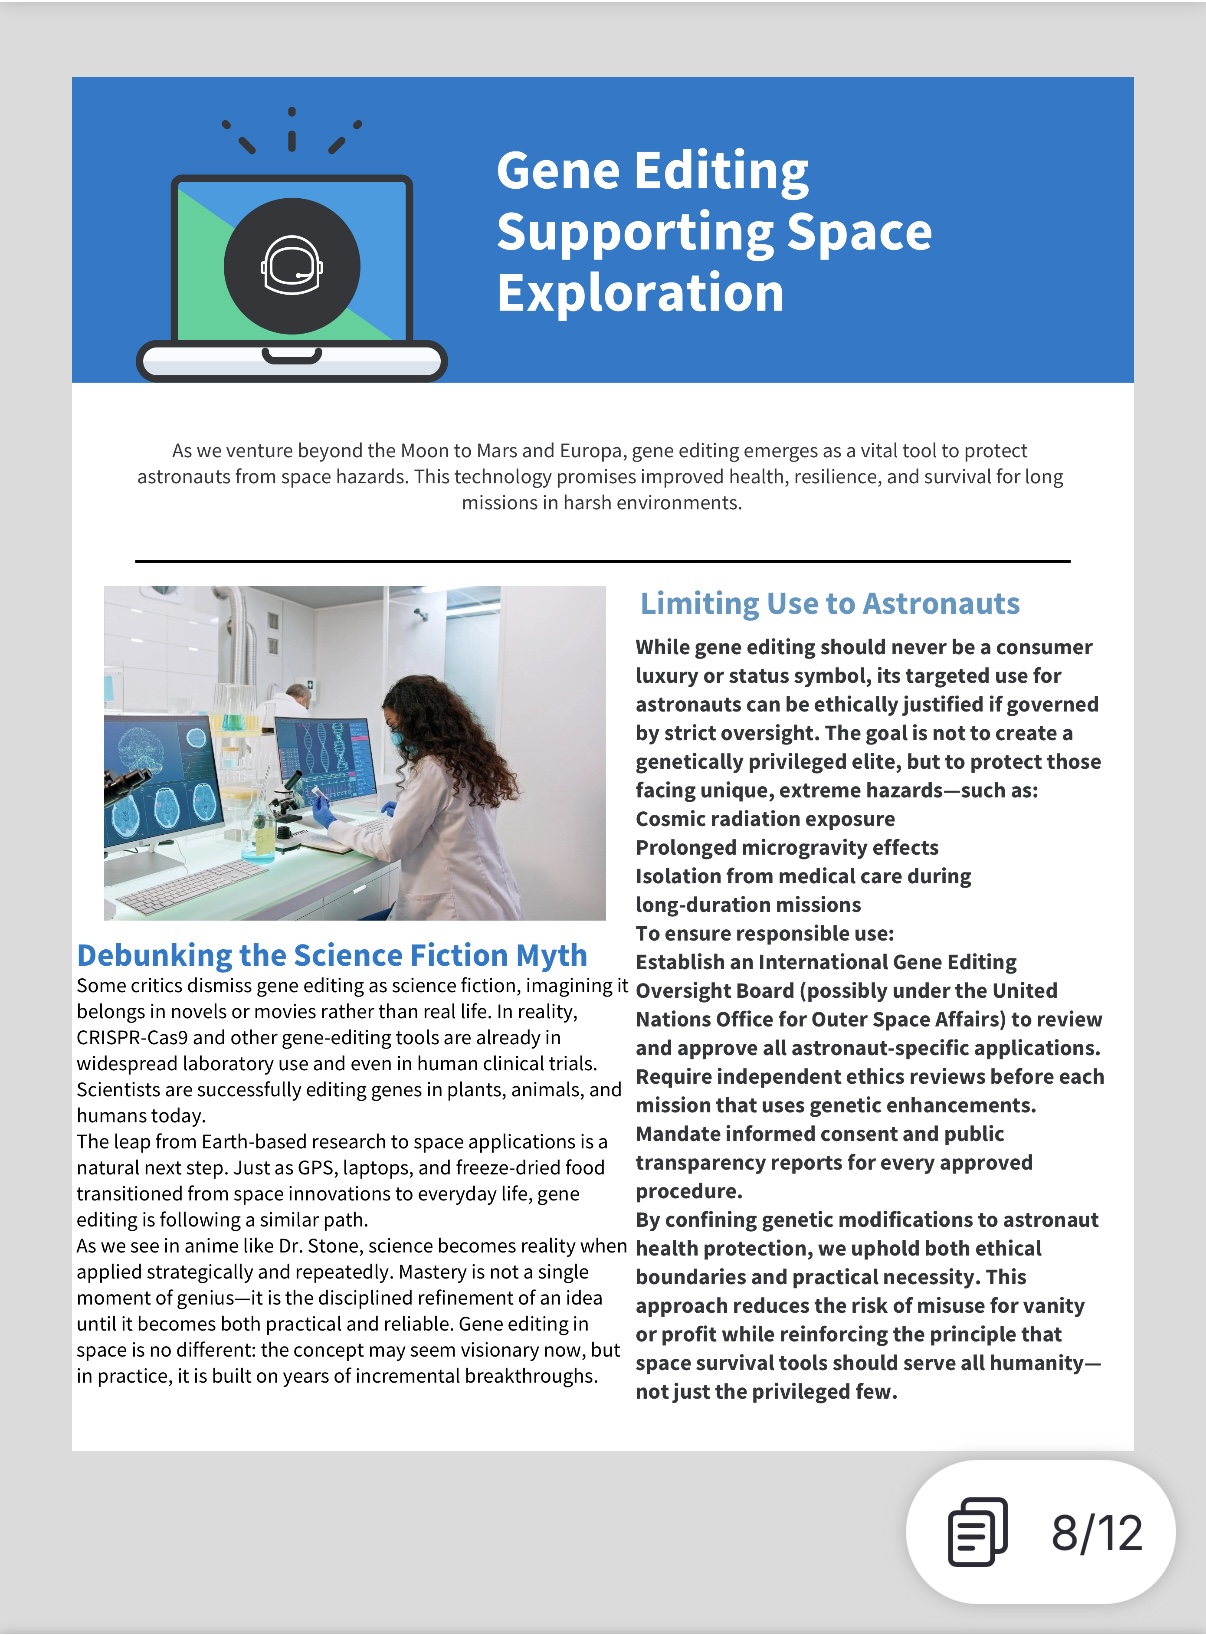 Gene Editing
Supporting Space
Exploration
As we venture beyond the Moon to Mars and Europa, gene editing emerges as a vital tool to protect
astronauts from space hazards. This technology promises improved health, resilience, and survival for long
missions in harsh environments.
Debunking the Science Fiction Myth
Some critics dismiss gene editing as science fiction, imagining it
belongs in novels or movies rather than real life. In reality,
CRISPR-Cas9 and other gene-editing tools are already in
widespread laboratory use and even in human clinical trials.
Scientists are successfully editing genes in plants, animals, and
humans today.
The leap from Earth-based research to space applications is a
natural next step. Just as GPS, laptops, and freeze-dried food
transitioned from space innovations to everyday life, gene
editing is following a similar path.
As we see in anime like Dr. Stone, science becomes reality when
applied strategically and repeatedly. Mastery is not a single
moment of genius—it is the disciplined refinement of an idea
until it becomes both practical and reliable. Gene editing in
space is no different: the concept may seem visionary now, but
in practice, it is built on years of incremental breakthroughs.
Limiting Use to Astronauts
While gene editing should never be a consumer
luxury or status symbol, its targeted use for
astronauts can be ethically justified if governed
by strict oversight. The goal is not to create a
genetically privileged elite, but to protect those
facing unique, extreme hazards—such as:
Cosmic radiation exposure
Prolonged microgravity effects
Isolation from medical care during
long-duration missions
To ensure responsible use:
Establish an International Gene Editing
Oversight Board (possibly under the United
Nations Office for Outer Space Affairs) to review
and approve all astronaut-specific applications.
Require independent ethics reviews before each
mission that uses genetic enhancements.
Mandate informed consent and public
transparency reports for every approved
procedure.
By confining genetic modifications to astronaut
health protection, we uphold both ethical
boundaries and practical necessity. This
approach reduces the risk of misuse for vanity
or profit while reinforcing the principle that
space survival tools should serve all humanity—
not just the privileged few.
8/12